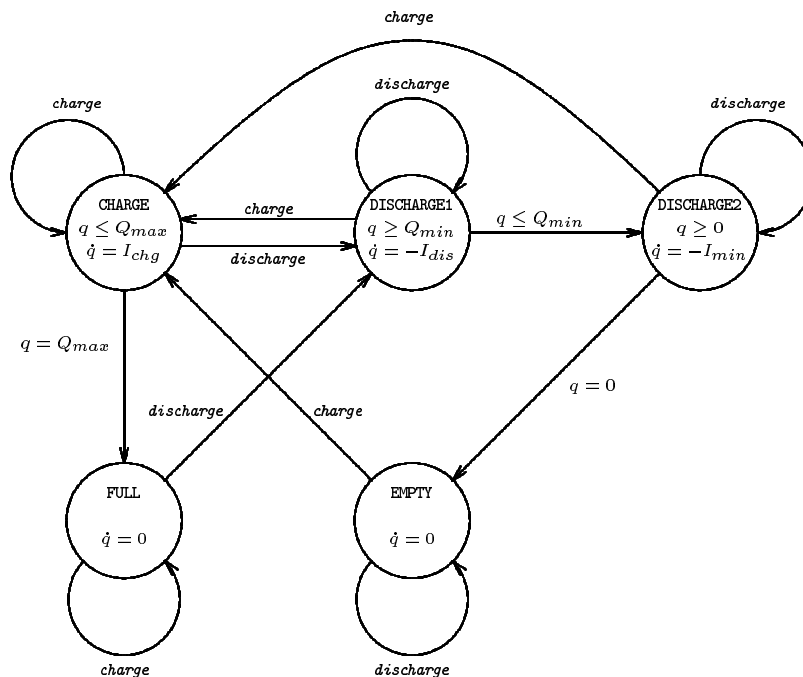 charge
charge
discharge
discharge
CHARGE
q ≤ Q_max
q̇ = I_chg
charge
discharge
DISCHARGE1
q ≥ Q_min
q̇ = −I_dis
q ≤ Q_min
DISCHARGE2
q ≥ 0
q̇ = −I_min
q = Q_max
discharge
charge
q = 0
FULL
q̇ = 0
EMPTY
q̇ = 0
charge
discharge